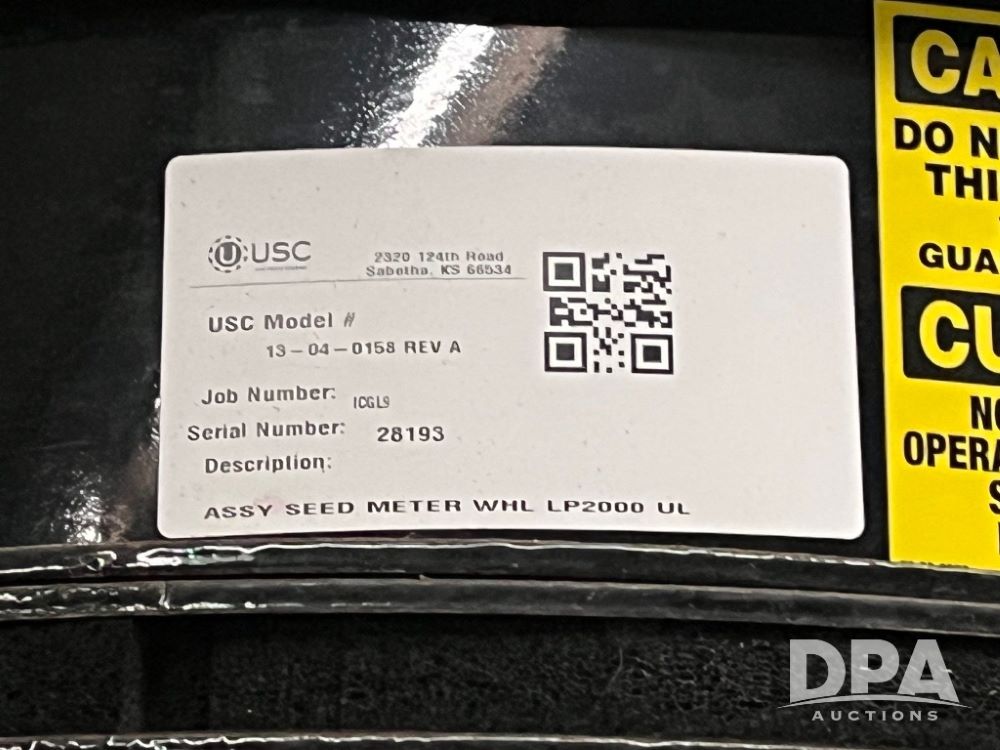 USC
2320 124th Road
Sabetha, KS 66534
USC Model #
13-04-0158 REV A
Job Number: ICGL9
Serial Number: 28193
Description:
ASSY SEED METER WHL LP2000 UL
CA
DO N
THI
GUA
CU
NO
OPERA
S
DPA
AUCTIONS